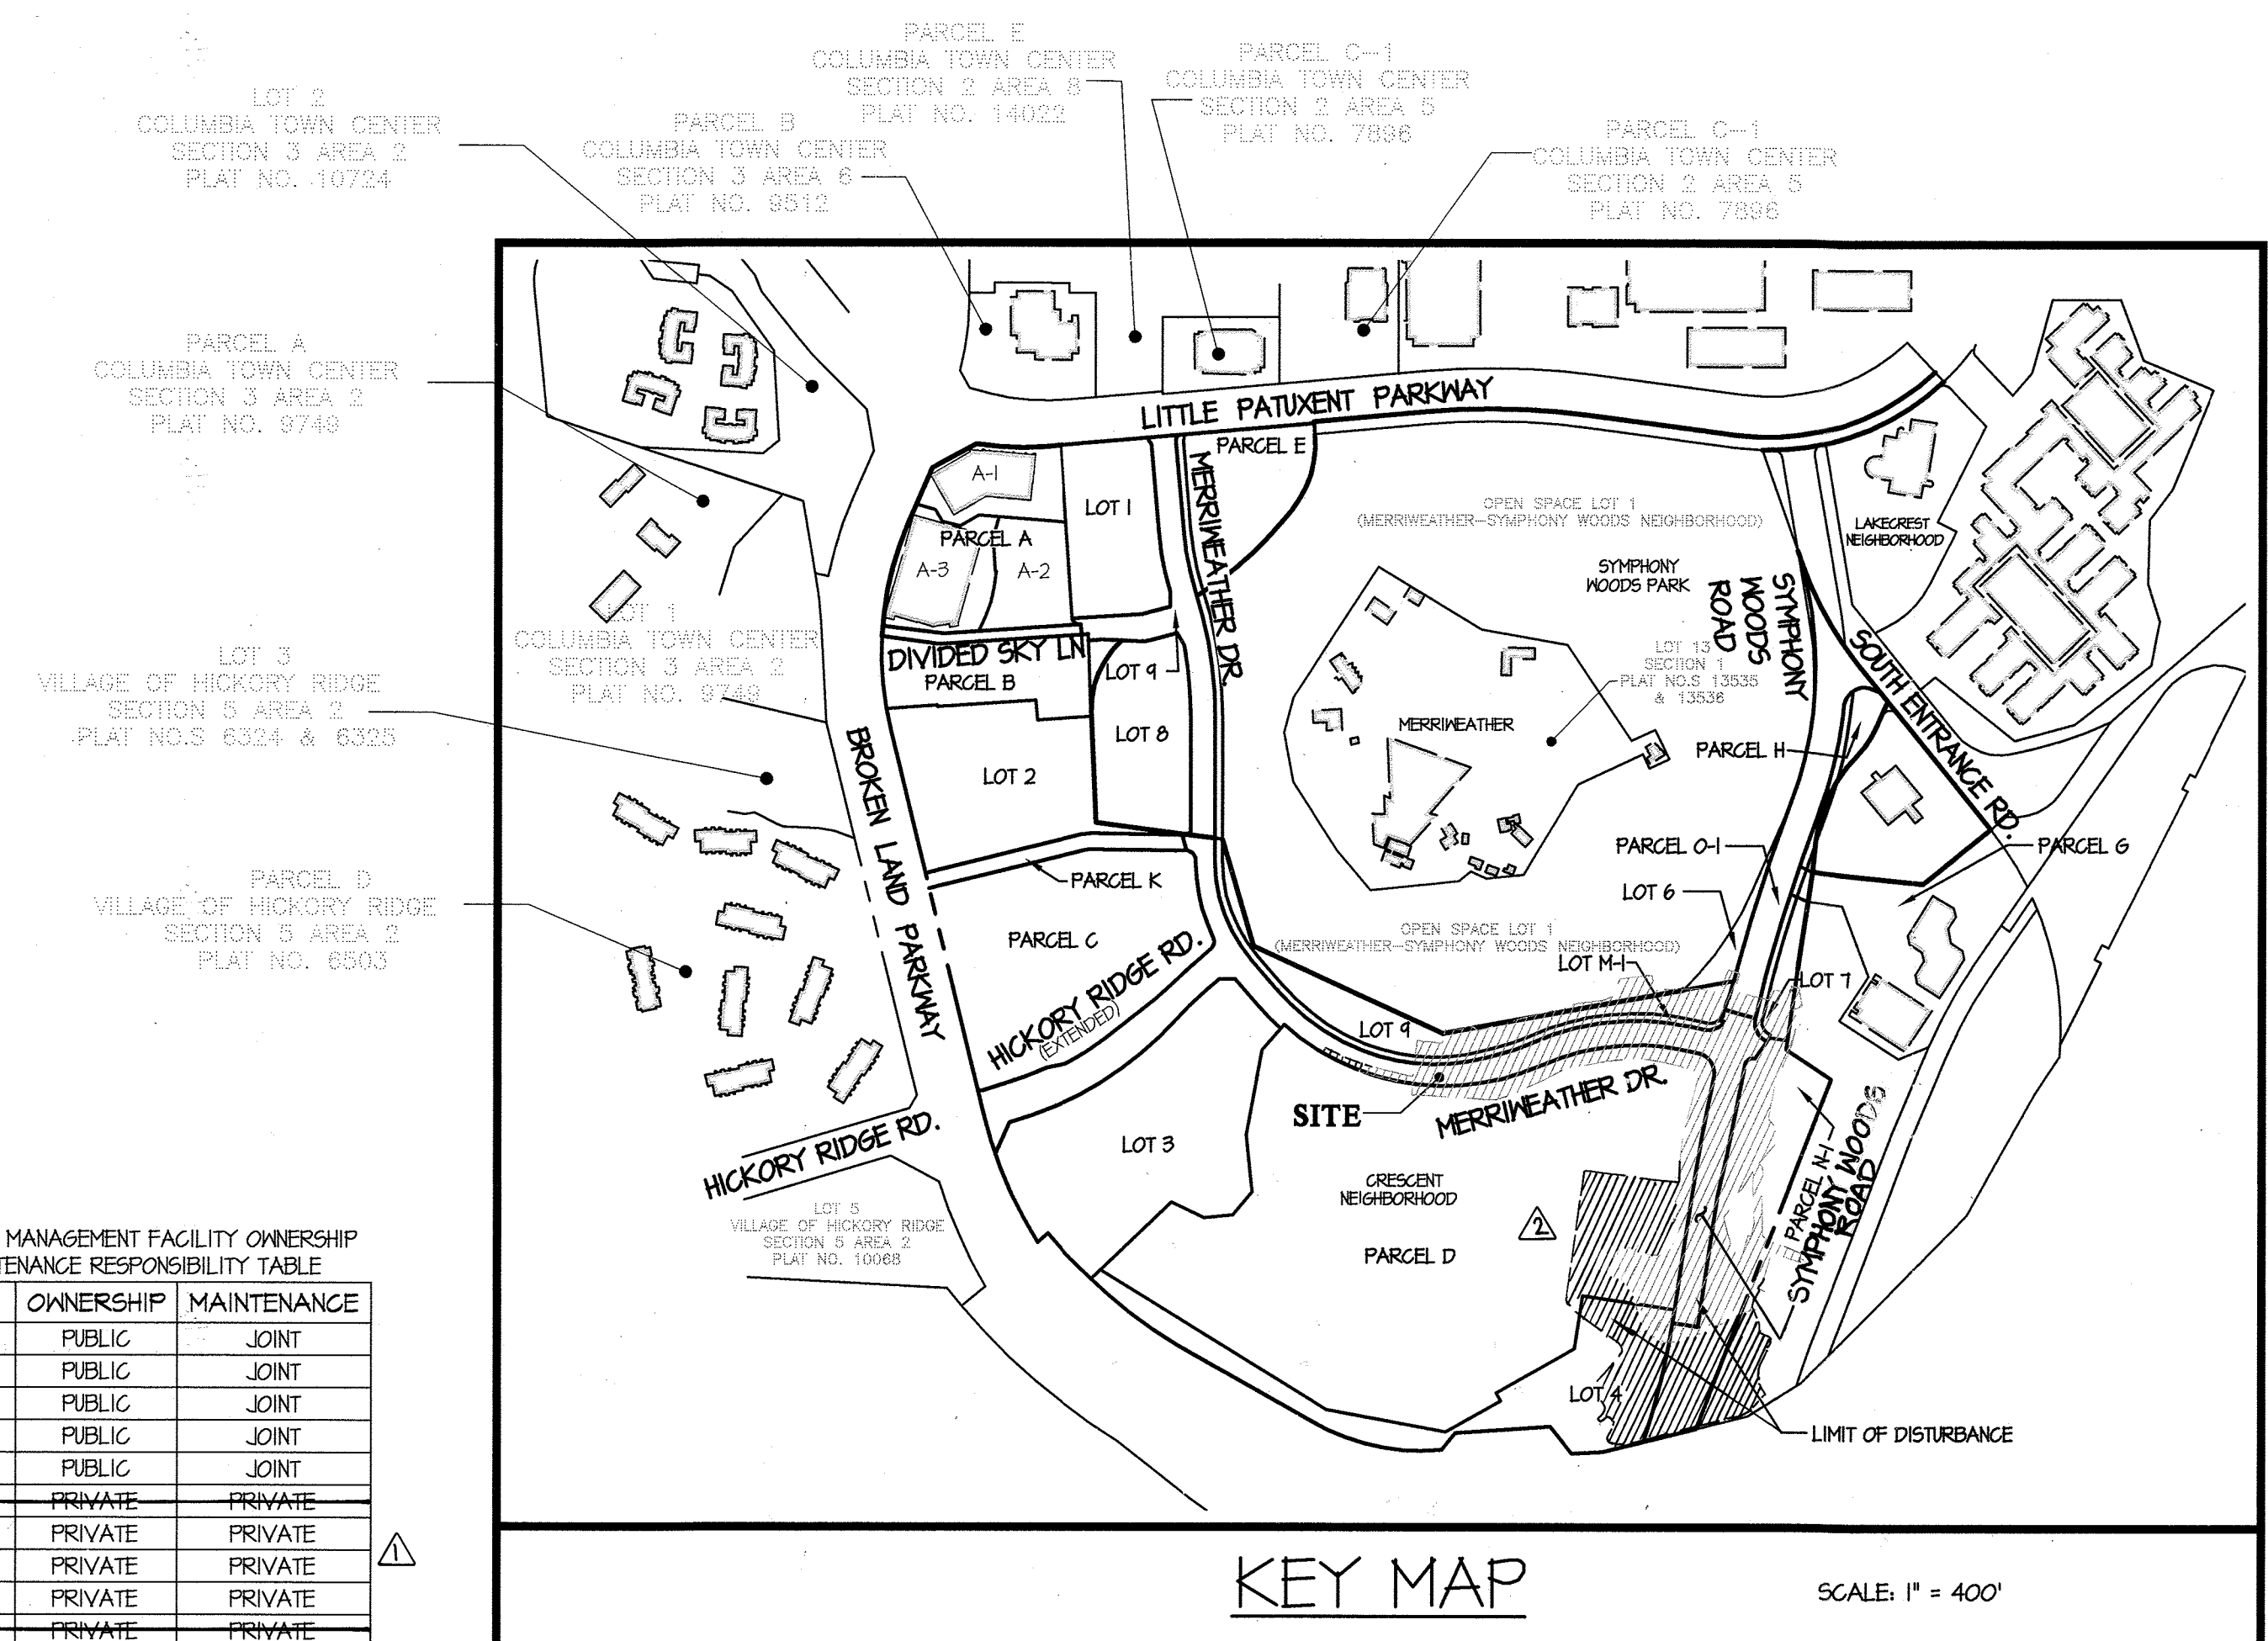 PARCEL E
COLUMBIA TOWN CENTER
SECTION 2 AREA 8
PLAT NO. 14022
PARCEL C-1
COLUMBIA TOWN CENTER
SECTION 2 AREA 5
PLAT NO. 7896
LOT 2
COLUMBIA TOWN CENTER
SECTION 3 AREA 2
PLAT NO. 10724
PARCEL B
COLUMBIA TOWN CENTER
SECTION 3 AREA 6
PLAT NO. 9512
PARCEL C-1
COLUMBIA TOWN CENTER
SECTION 2 AREA 5
PLAT NO. 7896
PARCEL A
COLUMBIA TOWN CENTER
SECTION 3 AREA 2
PLAT NO. 9749
LOT 3
VILLAGE OF HICKORY RIDGE
SECTION 5 AREA 2
PLAT NO.S 6324 & 6325
PARCEL D
VILLAGE OF HICKORY RIDGE
SECTION 5 AREA 2
PLAT NO. 6503
LOT 1
COLUMBIA TOWN CENTER
SECTION 3 AREA 2
PLAT NO. 9749
LITTLE PATUXENT PARKWAY
PARCEL E
MERRIWEATHER DR.
A-1
LOT 1
PARCEL A
A-3
A-2
OPEN SPACE LOT 1
(MERRIWEATHER-SYMPHONY WOODS NEIGHBORHOOD)
SYMPHONY
WOODS PARK
LAKECREST
NEIGHBORHOOD
SYMPHONY
WOODS
ROAD
SOUTH ENTRANCE RD.
DIVIDED SKY LN
PARCEL B
LOT 9
LOT 13
SECTION 1
PLAT NO.S 13535
& 13536
MERRIWEATHER
LOT 8
LOT 2
PARCEL H
BROKEN LAND PARKWAY
PARCEL O-1
PARCEL G
PARCEL K
LOT 6
PARCEL C
OPEN SPACE LOT 1
(MERRIWEATHER-SYMPHONY WOODS NEIGHBORHOOD)
LOT M-1
LOT 7
HICKORY RIDGE RD.
(EXTENDED)
LOT 9
SITE
MERRIWEATHER DR.
HICKORY RIDGE RD.
LOT 3
CRESCENT
NEIGHBORHOOD
PARCEL N-1
SYMPHONY WOODS
ROAD
LOT 5
VILLAGE OF HICKORY RIDGE
SECTION 5 AREA 2
PLAT NO. 10068
2
PARCEL D
LOT 4
LIMIT OF DISTURBANCE
MANAGEMENT FACILITY OWNERSHIP
TENANCE RESPONSIBILITY TABLE
OWNERSHIP MAINTENANCE
PUBLIC JOINT
PUBLIC JOINT
PUBLIC JOINT
PUBLIC JOINT
PUBLIC JOINT
PRIVATE PRIVATE
PRIVATE PRIVATE
PRIVATE PRIVATE
PRIVATE PRIVATE
PRIVATE PRIVATE
1
KEY MAP
SCALE: 1" = 400'